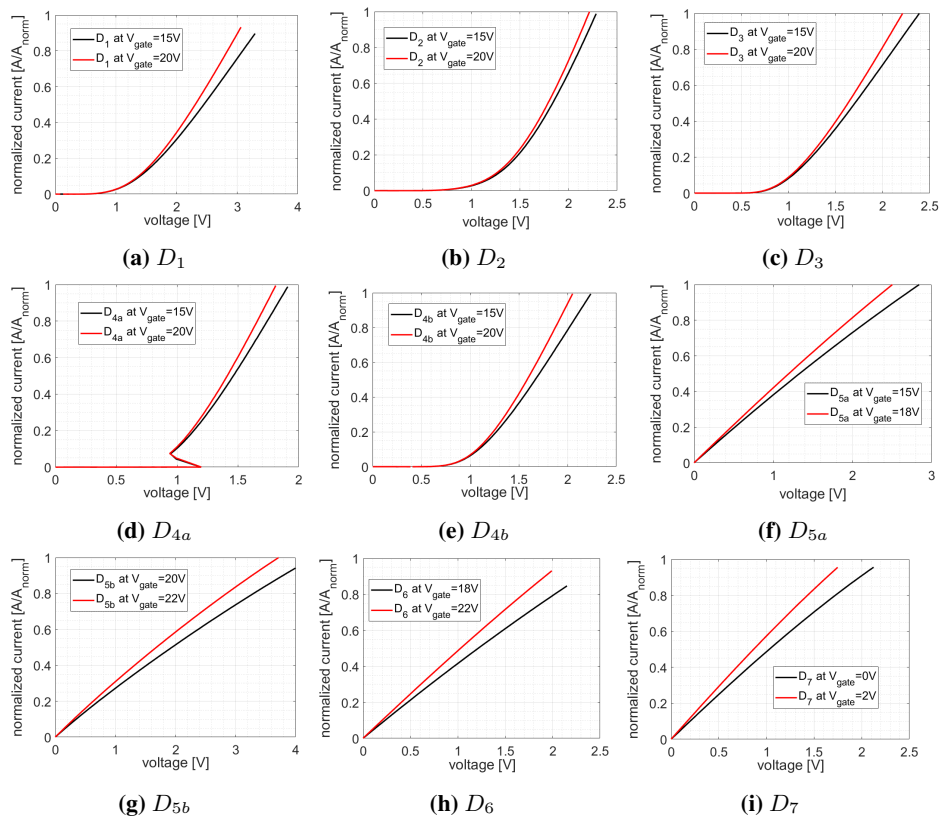 normalized current [A/A_norm]
1
0.8
0.6
0.4
0.2
0
D_1 at V_gate=15V
D_1 at V_gate=20V
0 1 2 3 4
voltage [V]
(a) D_1
normalized current [A/A_norm]
1
0.8
0.6
0.4
0.2
0
D_2 at V_gate=15V
D_2 at V_gate=20V
0 0.5 1 1.5 2 2.5
voltage [V]
(b) D_2
normalized current [A/A_norm]
1
0.8
0.6
0.4
0.2
0
D_3 at V_gate=15V
D_3 at V_gate=20V
0 0.5 1 1.5 2 2.5
voltage [V]
(c) D_3
normalized current [A/A_norm]
1
0.8
0.6
0.4
0.2
0
D_4a at V_gate=15V
D_4a at V_gate=20V
0 0.5 1 1.5 2
voltage [V]
(d) D_4a
normalized current [A/A_norm]
1
0.8
0.6
0.4
0.2
0
D_4b at V_gate=15V
D_4b at V_gate=20V
0 0.5 1 1.5 2 2.5
voltage [V]
(e) D_4b
normalized current [A/A_norm]
1
0.8
0.6
0.4
0.2
0
D_5a at V_gate=15V
D_5a at V_gate=18V
0 1 2 3
voltage [V]
(f) D_5a
normalized current [A/A_norm]
1
0.8
0.6
0.4
0.2
0
D_5b at V_gate=20V
D_5b at V_gate=22V
0 1 2 3 4
voltage [V]
(g) D_5b
normalized current [A/A_norm]
1
0.8
0.6
0.4
0.2
0
D_6 at V_gate=18V
D_6 at V_gate=22V
0 0.5 1 1.5 2 2.5
voltage [V]
(h) D_6
normalized current [A/A_norm]
1
0.8
0.6
0.4
0.2
0
D_7 at V_gate=0V
D_7 at V_gate=2V
0 0.5 1 1.5 2 2.5
voltage [V]
(i) D_7